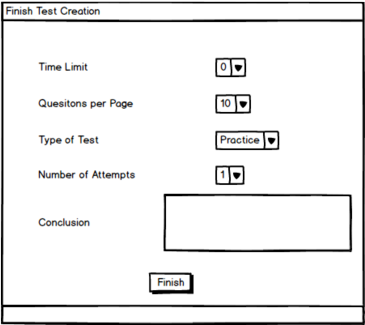 Finish Test Creation
Time Limit 0
Quesitons per Page 10
Type of Test Practice
Number of Attempts 1
Conclusion
Finish